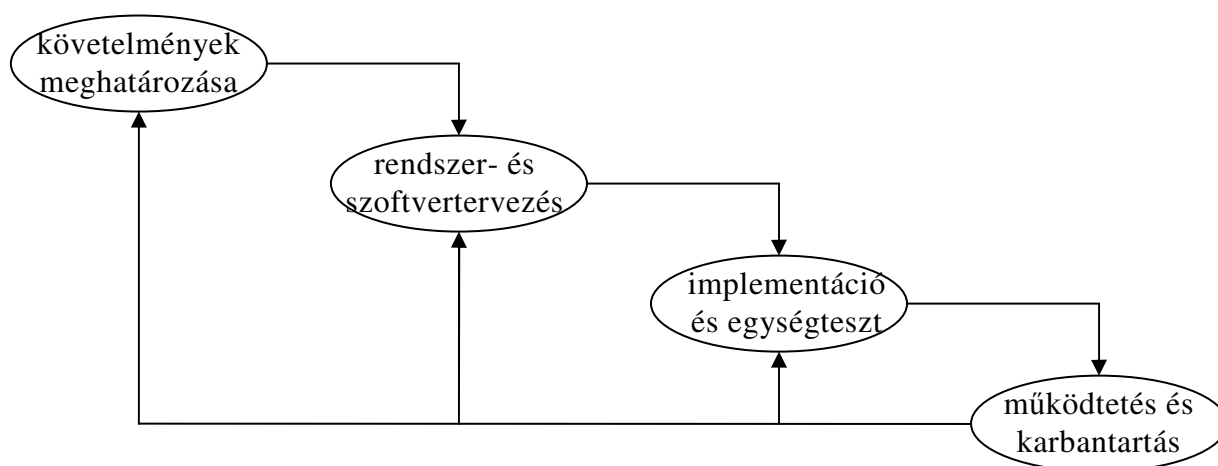 követelmények
meghatározása
rendszer- és
szoftvertervezés
implementáció
és egységteszt
működtetés és
karbantartás